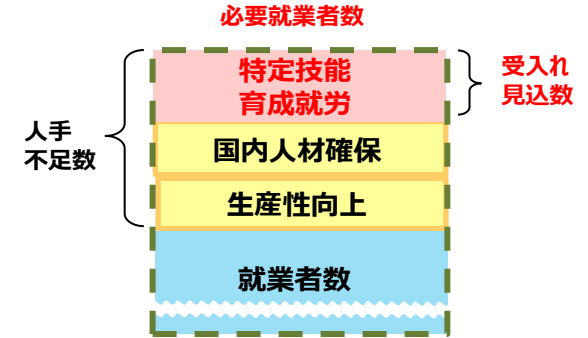 必要就業者数
特定技能
育成就労
受入れ
見込数
人手
不足数
国内人材確保
生産性向上
就業者数